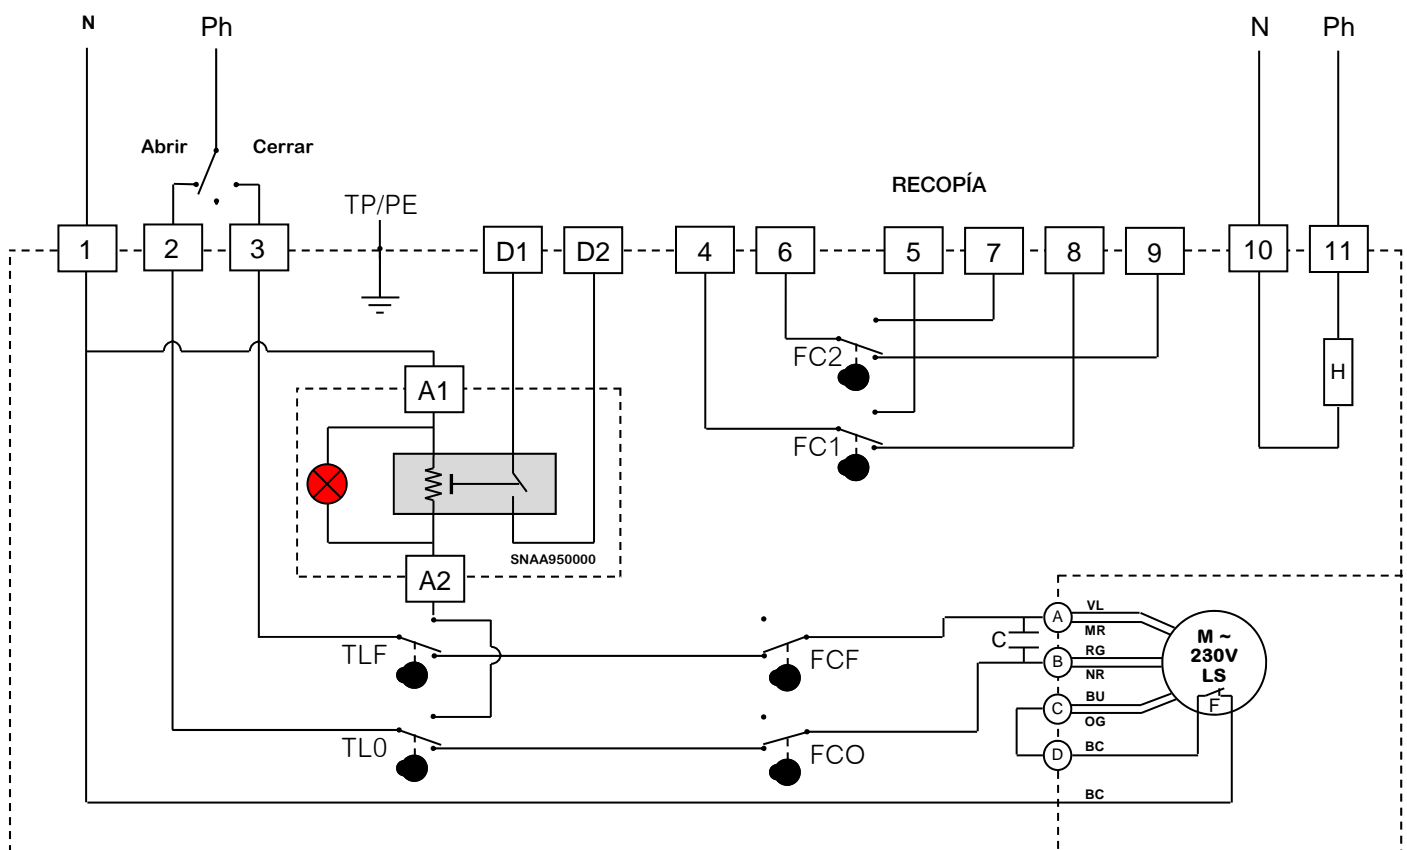 N
Ph
N
Ph
Abrir
Cerrar
RECOPÍA
TP/PE
1
2
3
D1
D2
4
6
5
7
8
9
10
11
FC2
H
A1
FC1
SNAA950000
A2
TLF
FCF
C
A
VL
MR
B
RG
NR
M ~
230V
LS
F
C
BU
OG
TL0
FCO
D
BC
BC